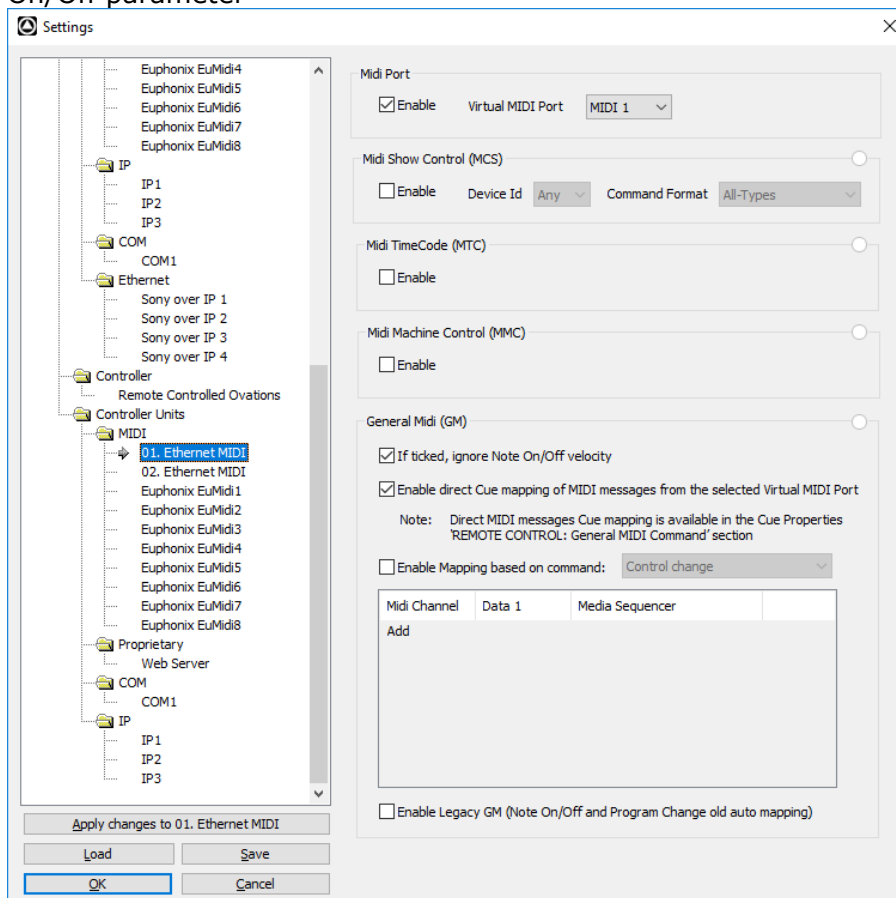 On/Off parameter
Settings
Euphonix EuMidi4
Euphonix EuMidi5
Euphonix EuMidi6
Euphonix EuMidi7
Euphonix EuMidi8
IP
IP1
IP2
IP3
COM
COM1
Ethernet
Sony over IP 1
Sony over IP 2
Sony over IP 3
Sony over IP 4
Controller
Remote Controlled Ovations
Controller Units
MIDI
01. Ethernet MIDI
02. Ethernet MIDI
Euphonix EuMidi1
Euphonix EuMidi2
Euphonix EuMidi3
Euphonix EuMidi4
Euphonix EuMidi5
Euphonix EuMidi6
Euphonix EuMidi7
Euphonix EuMidi8
Proprietary
Web Server
COM
COM1
IP
IP1
IP2
IP3
Apply changes to 01. Ethernet MIDI
Load Save
OK Cancel
Midi Port
Enable Virtual MIDI Port MIDI 1
Midi Show Control (MCS)
Enable Device Id Any Command Format All-Types
Midi TimeCode (MTC)
Enable
Midi Machine Control (MMC)
Enable
General Midi (GM)
If ticked, ignore Note On/Off velocity
Enable direct Cue mapping of MIDI messages from the selected Virtual MIDI Port
Note: Direct MIDI messages Cue mapping is available in the Cue Properties
'REMOTE CONTROL: General MIDI Command' section
Enable Mapping based on command: Control change
Midi Channel Data 1 Media Sequencer
Add
Enable Legacy GM (Note On/Off and Program Change old auto mapping)